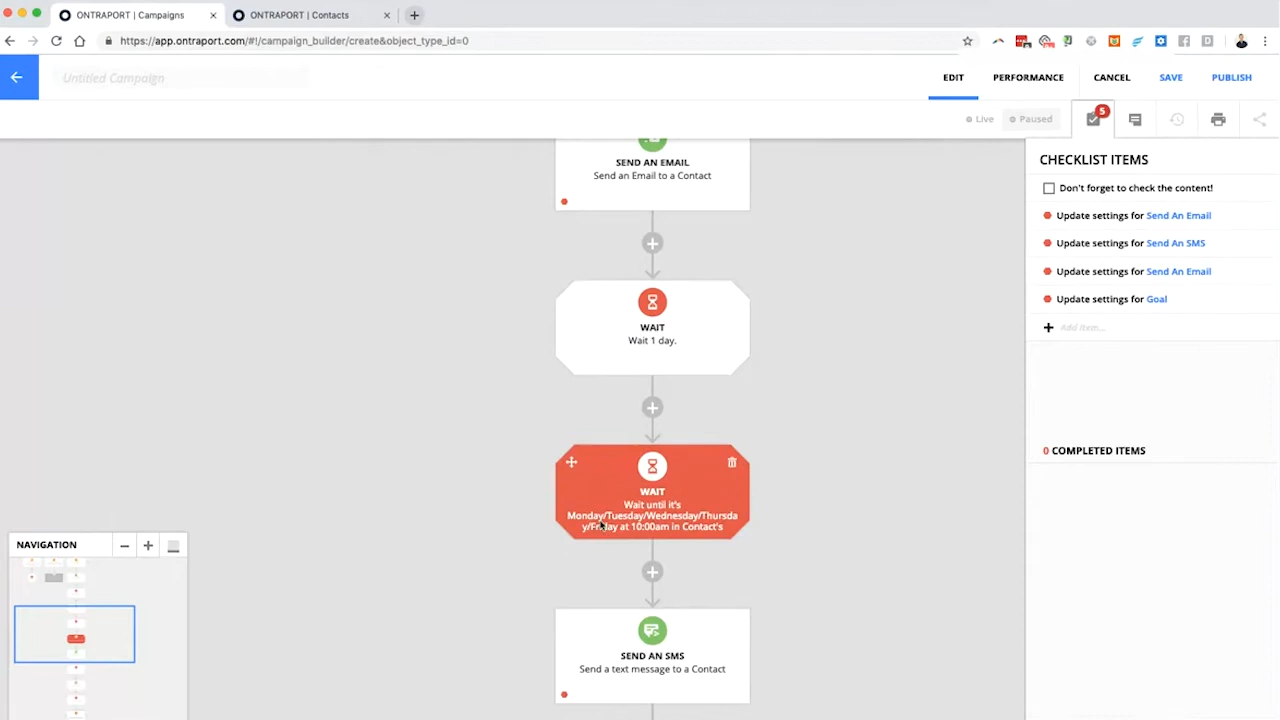 ONTRAPORT | Campaigns
ONTRAPORT | Contacts
https://app.ontraport.com/#!/campaign_builder/create&object_type_id=0
Untitled Campaign
EDIT
PERFORMANCE
CANCEL
SAVE
PUBLISH
Live
Paused
5
SEND AN EMAIL
Send an Email to a Contact
WAIT
Wait 1 day.
WAIT
Wait until it's
Monday/Tuesday/Wednesday/Thursda
y/Friday at 10:00am in Contact's
SEND AN SMS
Send a text message to a Contact
CHECKLIST ITEMS
Don't forget to check the content!
Update settings for Send An Email
Update settings for Send An SMS
Update settings for Send An Email
Update settings for Goal
Add item...
0 COMPLETED ITEMS
NAVIGATION